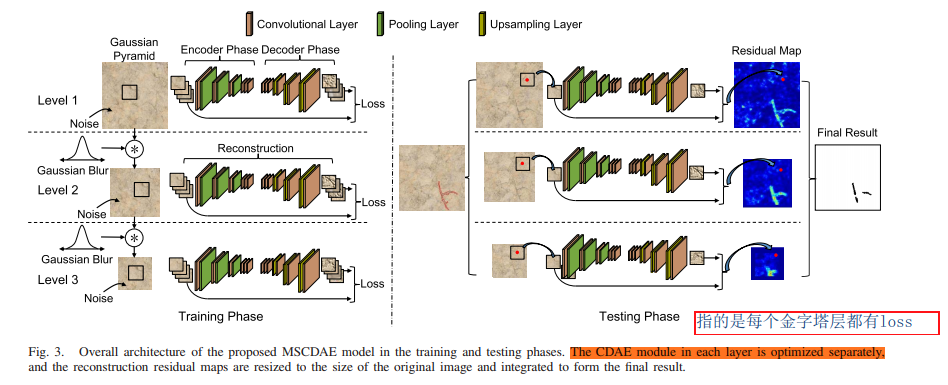 Convolutional Layer Pooling Layer Upsampling Layer
Gaussian
Pyramid
Encoder Phase Decoder Phase
Residual Map
Level 1
Noise
Loss
Final Result
Gaussian Blur
Reconstruction
Level 2
Noise
Loss
Gaussian Blur
Level 3
Noise
Loss
Training Phase
Testing Phase
指的是每个金字塔层都有loss
Fig. 3. Overall architecture of the proposed MSCDAE model in the training and testing phases. The CDAE module in each layer is optimized separately,
and the reconstruction residual maps are resized to the size of the original image and integrated to form the final result.